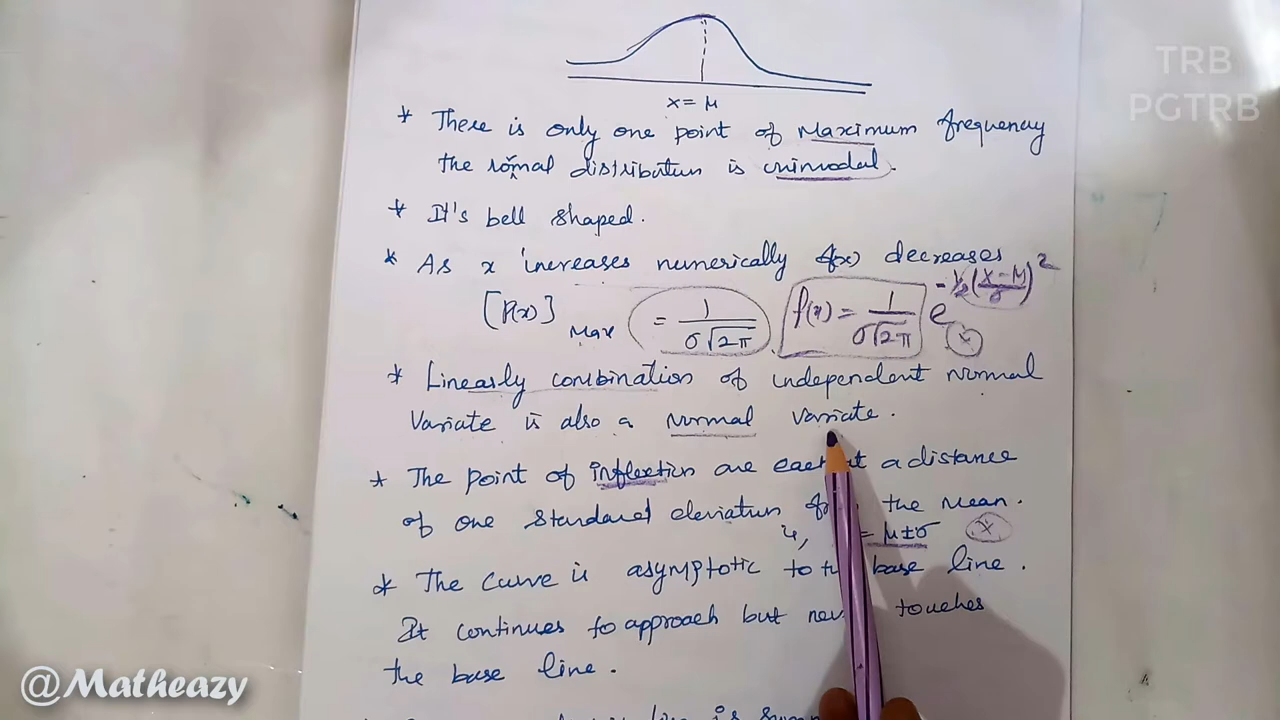 TRB
PGTRB
x = μ
* There is only one point of Maximum frequency
the normal distribution is unimodal.
* It's bell shaped.
* As x increases numerically f(x) decreases
[P(x)] Max = 1/σ√2π f(x) = 1/σ√2π e^-½(x-μ/σ)²
* Linearly combination of independent normal
Variate is also a normal variate.
* The point of inflection are each at a distance
of one standard deviation the mean.
= μ±σ
* The curve is asymptotic to base line.
It continues to approach but touches
the base line.
@Matheazy